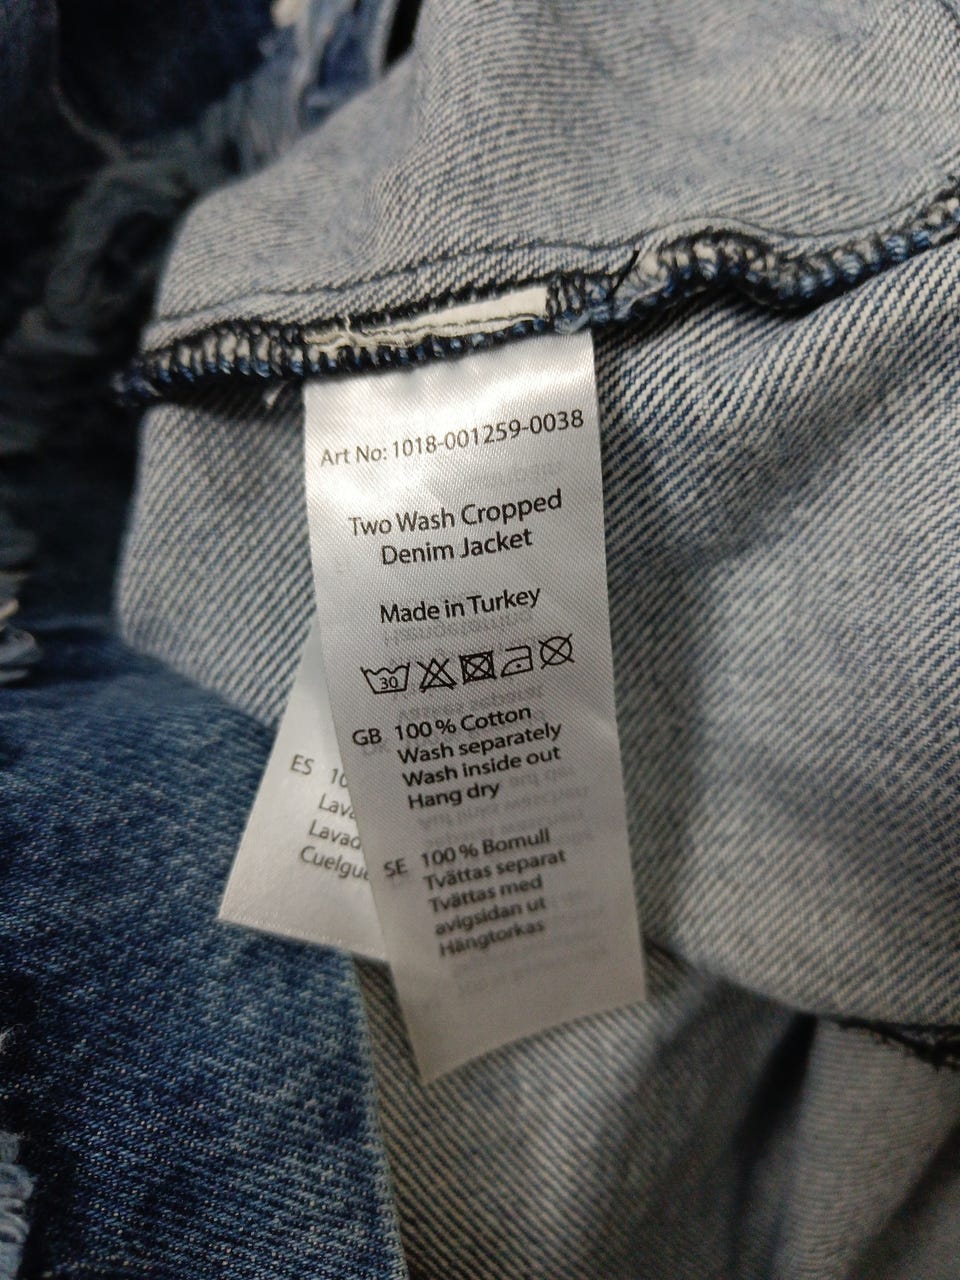 Art No: 1018-001259-0038
Two Wash Cropped
Denim Jacket
Made in Turkey
30
GB 100% Cotton
Wash separately
Wash inside out
Hang dry
SE 100% Bomull
Tvättas separat
Tvättas med
avigsidan ut
Hängtorkas
ES